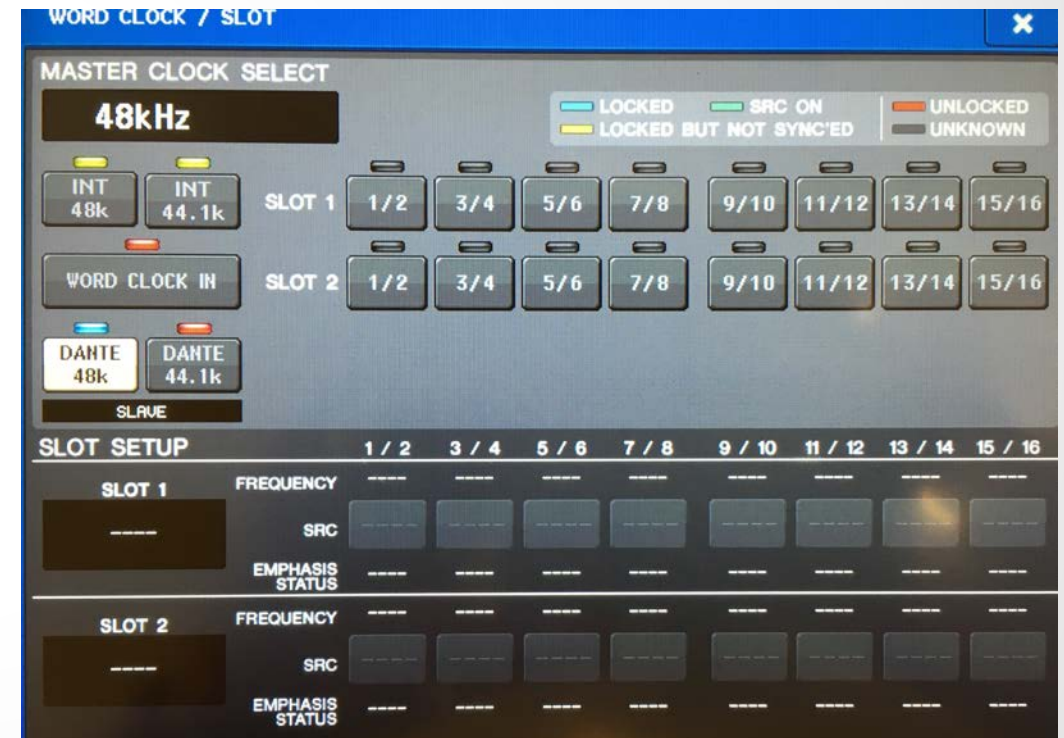 WORD CLOCK / SLOT
MASTER CLOCK SELECT
48kHz
LOCKED SRC ON UNLOCKED
LOCKED BUT NOT SYNC'ED UNKNOWN
INT 48k
INT 44.1k
SLOT 1 1/2 3/4 5/6 7/8 9/10 11/12 13/14 15/16
WORD CLOCK IN
SLOT 2 1/2 3/4 5/6 7/8 9/10 11/12 13/14 15/16
DANTE 48k
DANTE 44.1k
SLAVE
SLOT SETUP 1 / 2 3 / 4 5 / 6 7 / 8 9 / 10 11 / 12 13 / 14 15 / 16
SLOT 1 FREQUENCY ---- ---- ---- ---- ---- ---- ---- ----
---- SRC ---- ---- ---- ---- ---- ---- ---- ----
EMPHASIS STATUS ---- ---- ---- ---- ---- ---- ---- ----
SLOT 2 FREQUENCY ---- ---- ---- ---- ---- ---- ---- ----
---- SRC ---- ---- ---- ---- ---- ---- ---- ----
EMPHASIS STATUS ---- ---- ---- ---- ---- ---- ---- ----